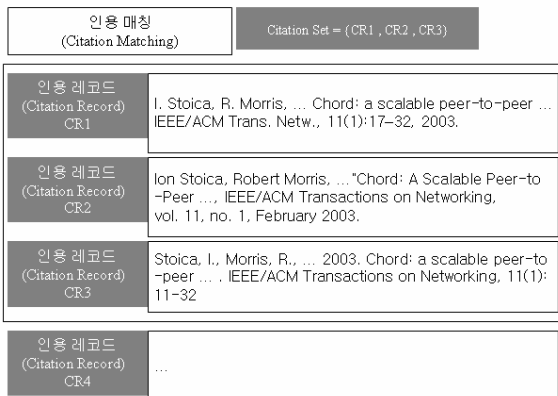 인용 매칭
(Citation Matching)
Citation Set = (CR1 , CR2 , CR3)
인용 레코드
(Citation Record)
CR1
I. Stoica, R. Morris, ... Chord: a scalable peer-to-peer ...
IEEE/ACM Trans. Netw., 11(1):17–32, 2003.
인용 레코드
(Citation Record)
CR2
Ion Stoica, Robert Morris, ..."Chord: A Scalable Peer-to
-Peer ..., IEEE/ACM Transactions on Networking,
vol. 11, no. 1, February 2003.
인용 레코드
(Citation Record)
CR3
Stoica, I., Morris, R., ... 2003. Chord: a scalable peer-to
-peer ... . IEEE/ACM Transactions on Networking, 11(1):
11-32
인용 레코드
(Citation Record)
CR4
...